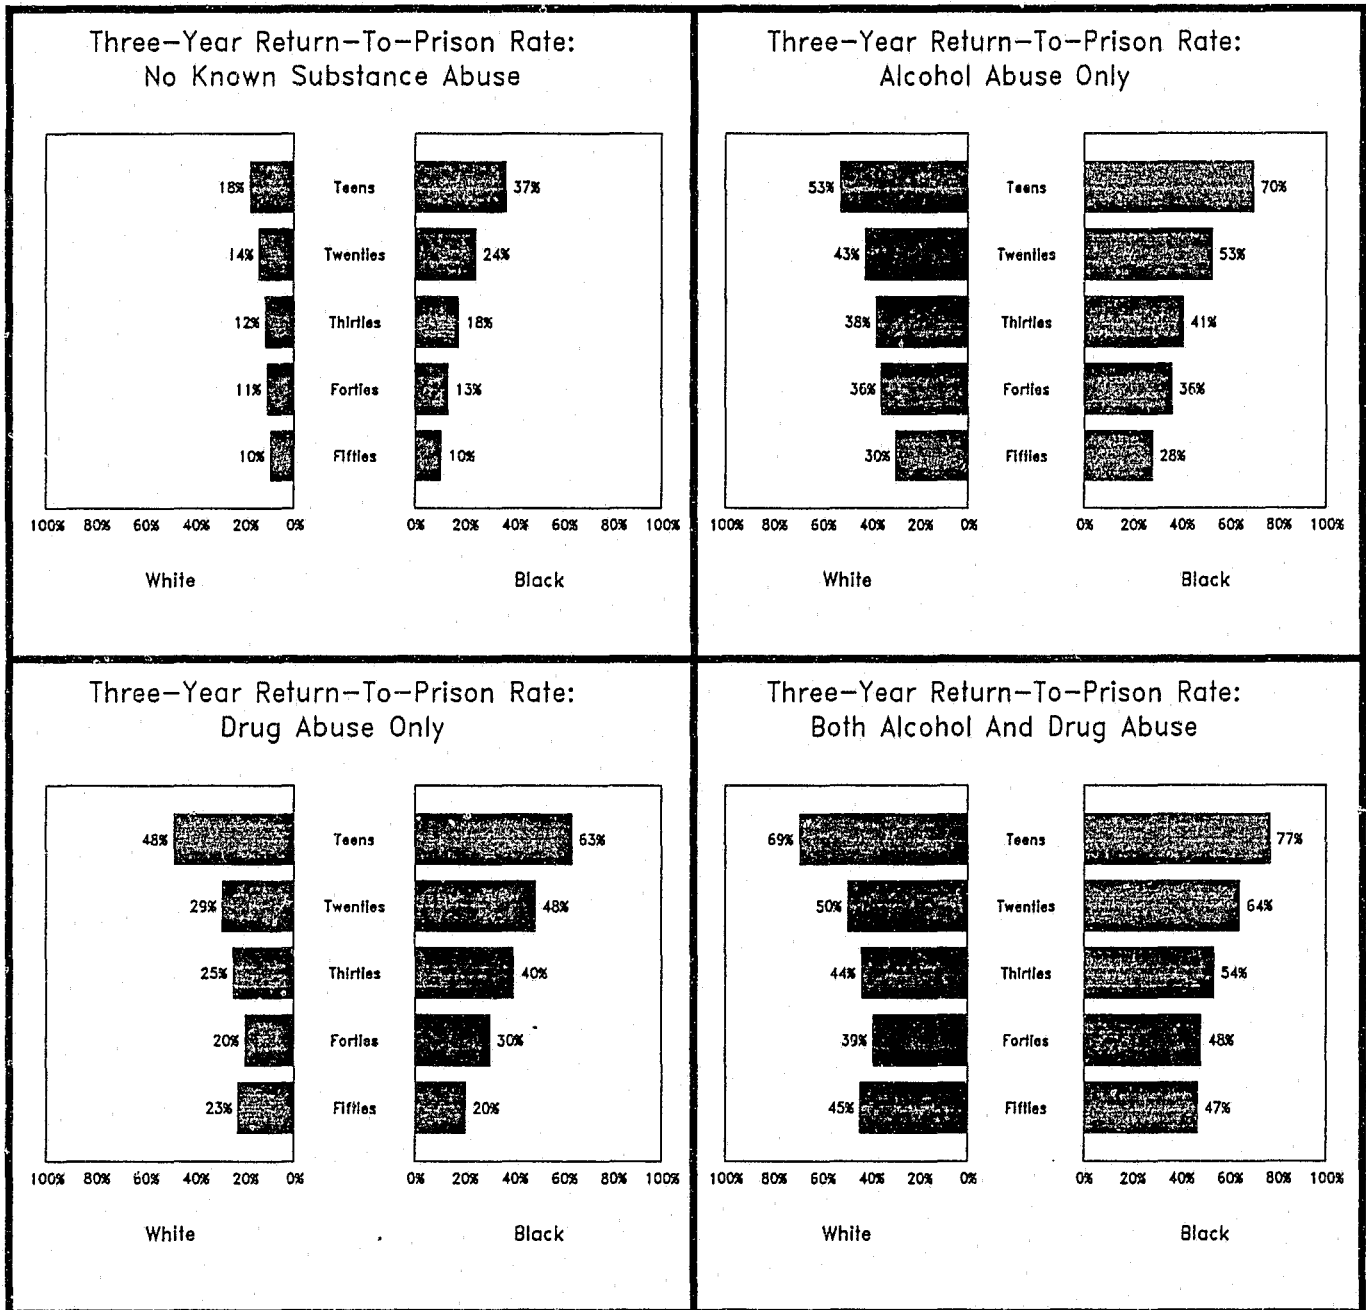 Three-Year Return-To-Prison Rate:
No Known Substance Abuse
18% Teens 37%
14% Twenties 24%
12% Thirties 18%
11% Forties 13%
10% Fifties 10%
100% 80% 60% 40% 20% 0% 0% 20% 40% 60% 80% 100%
White Black
Three-Year Return-To-Prison Rate:
Alcohol Abuse Only
53% Teens 70%
43% Twenties 53%
38% Thirties 41%
36% Forties 36%
30% Fifties 28%
100% 80% 60% 40% 20% 0% 0% 20% 40% 60% 80% 100%
White Black
Three-Year Return-To-Prison Rate:
Drug Abuse Only
48% Teens 63%
29% Twenties 48%
25% Thirties 40%
20% Forties 30%
23% Fifties 20%
100% 80% 60% 40% 20% 0% 0% 20% 40% 60% 80% 100%
White Black
Three-Year Return-To-Prison Rate:
Both Alcohol And Drug Abuse
69% Teens 77%
50% Twenties 64%
44% Thirties 54%
39% Forties 48%
45% Fifties 47%
100% 80% 60% 40% 20% 0% 0% 20% 40% 60% 80% 100%
White Black